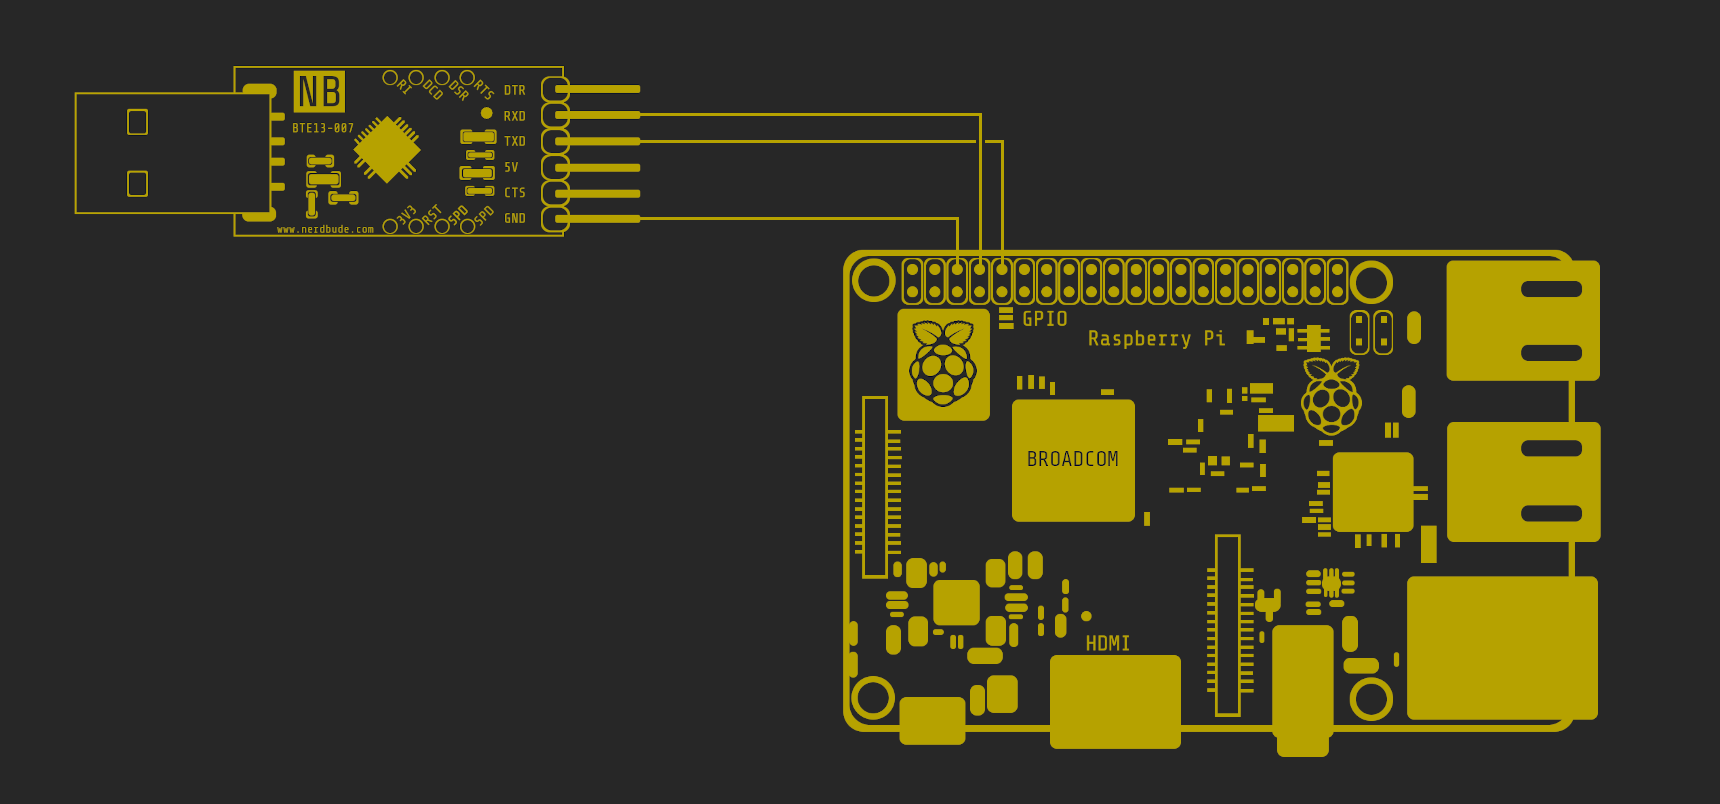 NB
RI
DCD
DSR
RTS
BTE13-007
DTR
RXD
TXD
5V
CTS
GND
3V3
RST
SPD
SPD
www.nerdbude.com
GPIO
Raspberry Pi
BROADCOM
HDMI